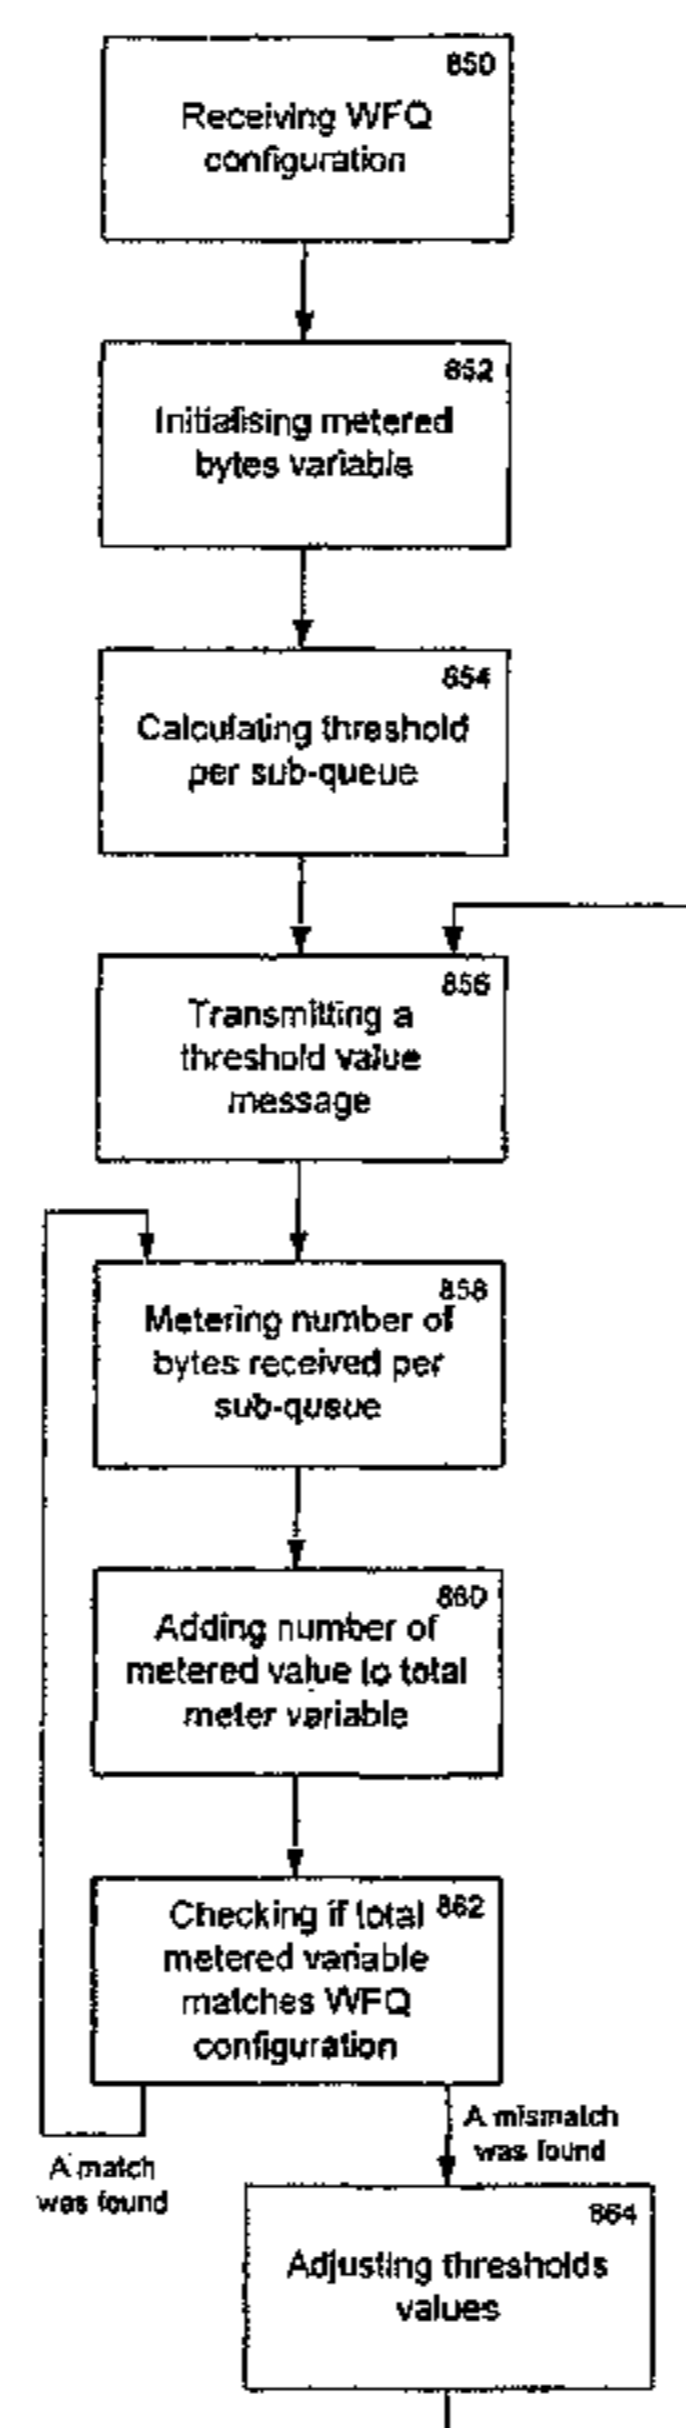 850
Receiving WFQ
configuration
852
Initialising metered
bytes variable
854
Calculating threshold
per sub-queue
856
Transmitting a
threshold value
message
858
Metering number of
bytes received per
sub-queue
860
Adding number of
metered value to total
meter variable
862
Checking if total
metered variable
matches WFQ
configuration
A mismatch
was found
A match
was found
864
Adjusting thresholds
values